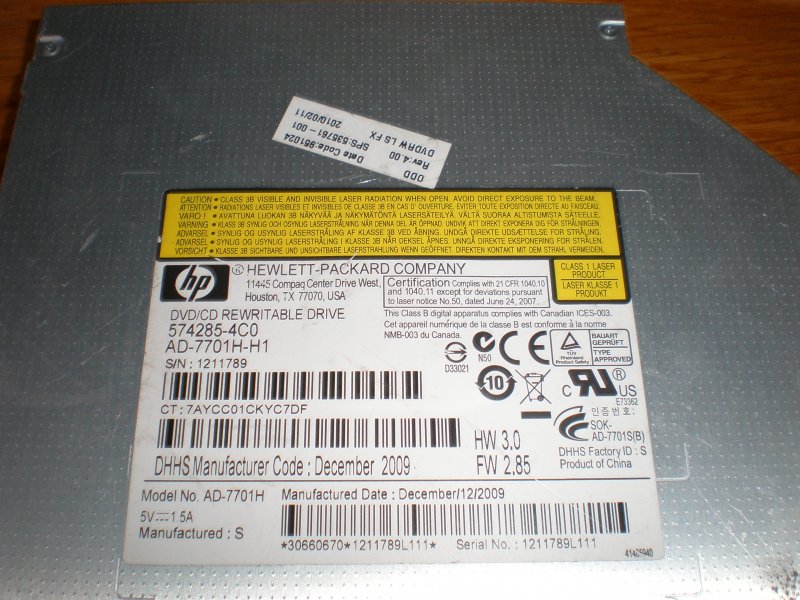 ODD
Date Code:951024
Rev:4.00
SPS:535761-001
DVDRW LS FX
2010/02/11
CAUTION • CLASS 3B VISIBLE AND INVISIBLE LASER RADIATION WHEN OPEN. AVOID DIRECT EXPOSURE TO THE BEAM.
ATTENTION • RADIATIONS LASER VISIBLES ET INVISIBLES DE CLASSE 3B EN CAS D' OUVERTURE. EVITER TOUTE EXPOSITION DIRECTE AU FAISCEAU.
VARO ! • AVATTUNA LUOKAN 3B NÄKYVÄÄ JA NÄKYMÄTÖNTÄ LASERSÄTEILYÄ. VÄLTÄ SUORAA ALTISTUMISTA SÄTEELLE.
VARNING • KLASS 3B SYNLIG OCH OSYNLIG LASERSTRÅLNING NÄR DENNA DEL ÄR ÖPPNAD. UNDVIK ATT DIREKT EXPONERA DIG FÖR STRÅLNINGEN.
ADVARSEL • SYNLIG OG USYNLIG LASERSTRÅLING AF KLASSE 3B VED ÅBNING. UNDGÅ DIREKTE UDSÆTTELSE FOR STRÅLING.
ADVARSEL • SYNLIG OG USYNLIG LASERSTRÅLING I KLASSE 3B NÅR DEKSEL ÅPNES. UNNGÅ DIREKTE EKSPONERING FOR STRÅLEN.
VORSICHT • KLASSE 3B SICHTBARE UND UNSICHTBARE LASERSTRAHLUNG WENN GEÖFFNET. DIREKTEN KONTAKT MIT DEM STRAHL VERMEIDEN.
hp ® HEWLETT-PACKARD COMPANY
11445 Compaq Center Drive West,
Houston, TX 77070, USA
Certification Complies with 21 CFR 1040.10
and 1040.11 except for deviations pursuant
to laser notice No.50, dated June 24, 2007.
CLASS 1 LASER
PRODUCT
LASER KLASSE 1
PRODUKT
DVD/CD REWRITABLE DRIVE
574285-4C0
AD-7701H-H1
S/N : 1211789
This Class B digital apparatus complies with Canadian ICES-003.
Cet appareil numérique de la classe B est conforme à la norme
NMB-003 du Canada.
D33021
N50
CE
TÜV
Rheinland
Product Safety
BAUART
GEPRÜFT
TYPE
APPROVED
10
c RU ® US
E73362
CT : 7AYCC01CKYC7DF
인증 번호 :
SOK-
AD-7701S(B)
HW 3.0
FW 2.85
DHHS Manufacturer Code : December 2009
DHHS Factory ID : S
Product of China
Model No. AD-7701H
Manufactured Date : December/12/2009
5V⎓1.5A
Manufactured : S
*30660670*1211789L111*
Serial No. : 1211789L111